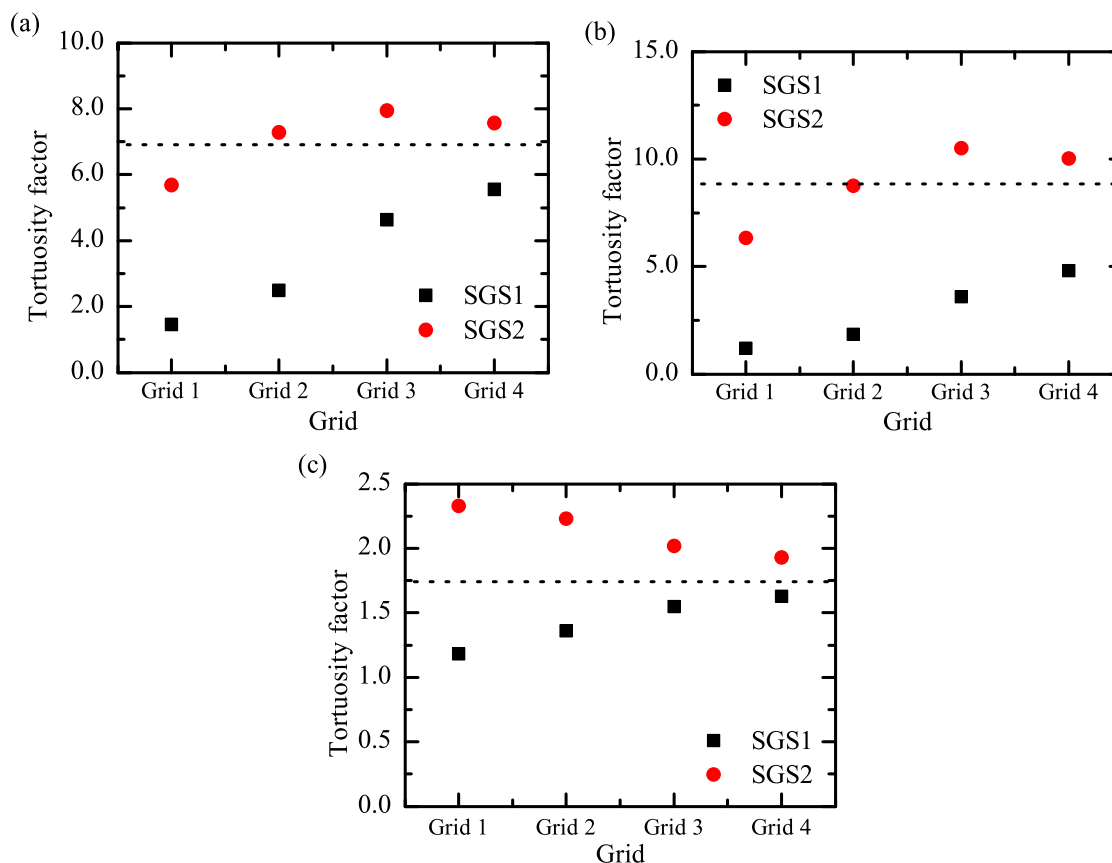 (a)
10.0
8.0
6.0
4.0
2.0
0.0
Tortuosity factor
SGS1
SGS2
Grid 1 Grid 2 Grid 3 Grid 4
Grid
(b)
15.0
10.0
5.0
0.0
Tortuosity factor
SGS1
SGS2
Grid 1 Grid 2 Grid 3 Grid 4
Grid
(c)
2.5
2.0
1.5
1.0
0.5
0.0
Tortuosity factor
SGS1
SGS2
Grid 1 Grid 2 Grid 3 Grid 4
Grid